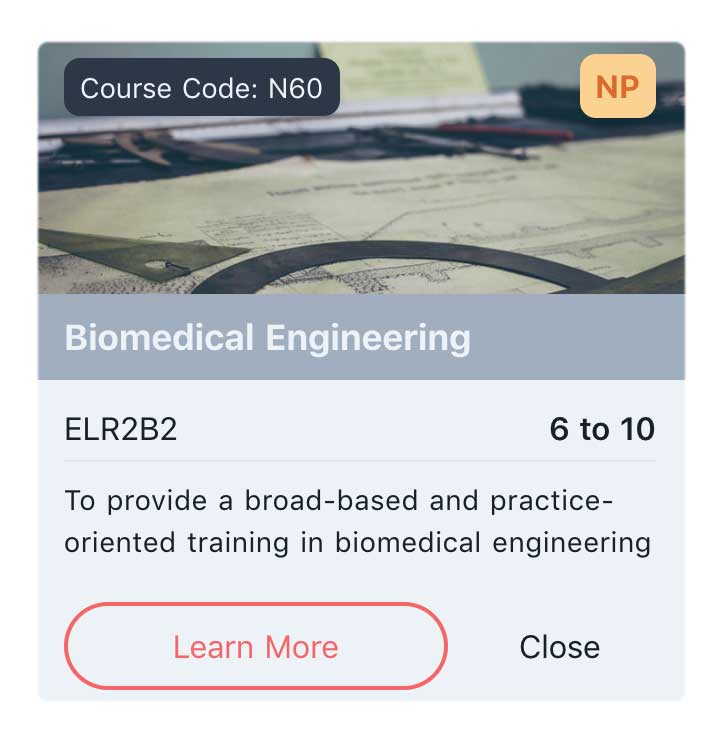 Course Code: N60
NP
Biomedical Engineering
ELR2B2
6 to 10
To provide a broad-based and practice-
oriented training in biomedical engineering
Learn More
Close